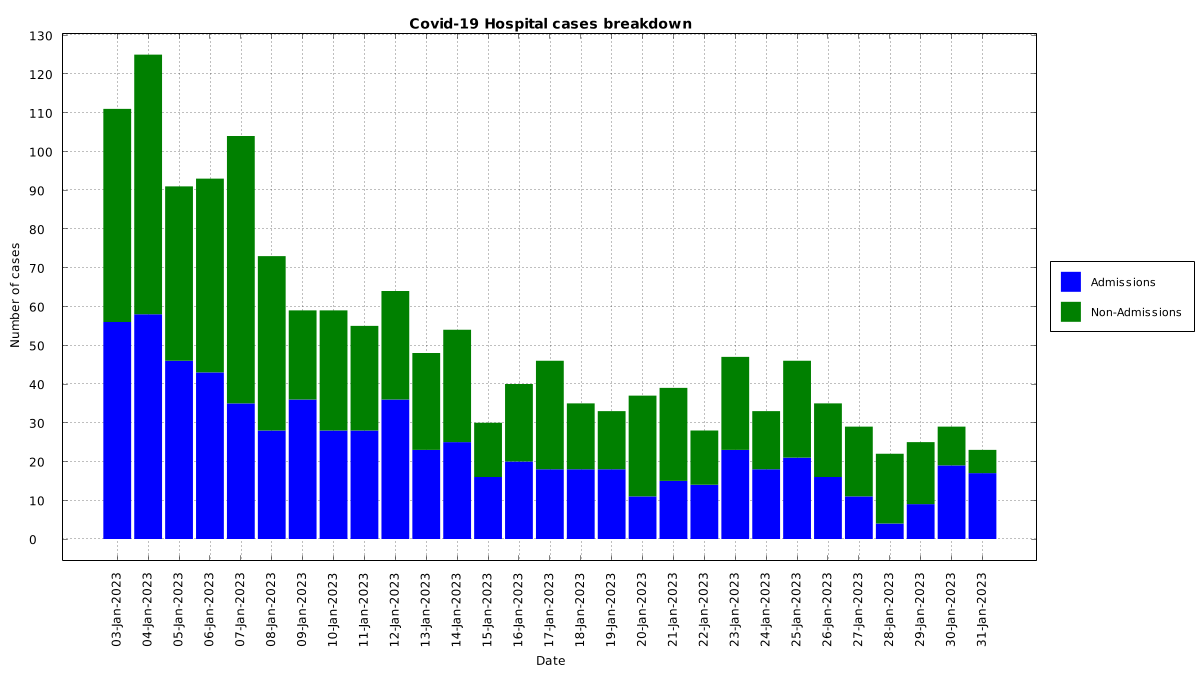 Covid-19 Hospital cases breakdown
130
120
110
100
90
80
70
60
50
40
30
20
10
0
Number of cases
03-Jan-2023
04-Jan-2023
05-Jan-2023
06-Jan-2023
07-Jan-2023
08-Jan-2023
09-Jan-2023
10-Jan-2023
11-Jan-2023
12-Jan-2023
13-Jan-2023
14-Jan-2023
15-Jan-2023
16-Jan-2023
17-Jan-2023
18-Jan-2023
19-Jan-2023
20-Jan-2023
21-Jan-2023
22-Jan-2023
23-Jan-2023
24-Jan-2023
25-Jan-2023
26-Jan-2023
27-Jan-2023
28-Jan-2023
29-Jan-2023
30-Jan-2023
31-Jan-2023
Date
Admissions
Non-Admissions